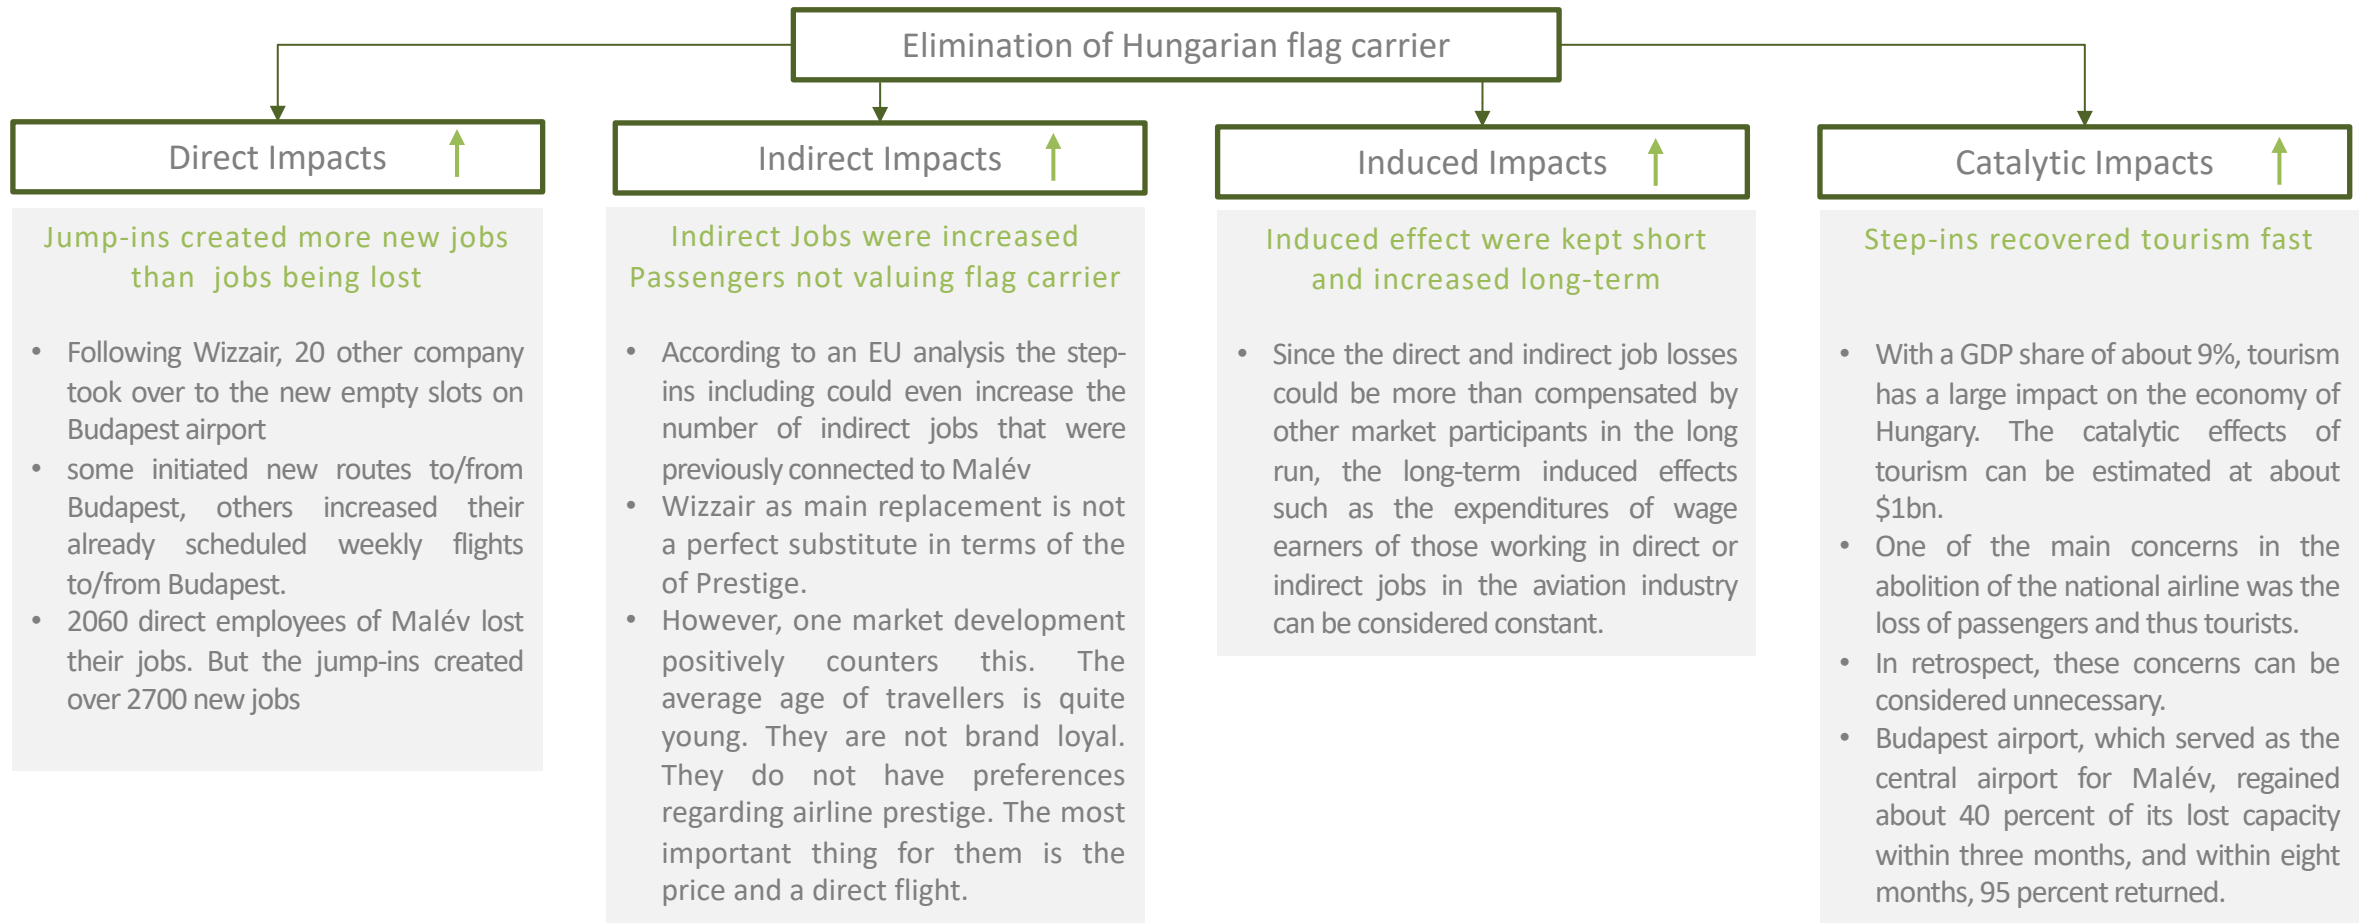 Elimination of Hungarian flag carrier
Direct Impacts
Jump-ins created more new jobs
than jobs being lost
• Following Wizzair, 20 other company
took over to the new empty slots on
Budapest airport
• some initiated new routes to/from
Budapest, others increased their
already scheduled weekly flights
to/from Budapest.
• 2060 direct employees of Malév lost
their jobs. But the jump-ins created
over 2700 new jobs
Indirect Impacts
Indirect Jobs were increased
Passengers not valuing flag carrier
• According to an EU analysis the step-
ins including could even increase the
number of indirect jobs that were
previously connected to Malév
• Wizzair as main replacement is not
a perfect substitute in terms of the
of Prestige.
• However, one market development
positively counters this. The
average age of travellers is quite
young. They are not brand loyal.
They do not have preferences
regarding airline prestige. The most
important thing for them is the
price and a direct flight.
Induced Impacts
Induced effect were kept short
and increased long-term
• Since the direct and indirect job losses
could be more than compensated by
other market participants in the long
run, the long-term induced effects
such as the expenditures of wage
earners of those working in direct or
indirect jobs in the aviation industry
can be considered constant.
Catalytic Impacts
Step-ins recovered tourism fast
• With a GDP share of about 9%, tourism
has a large impact on the economy of
Hungary. The catalytic effects of
tourism can be estimated at about
$1bn.
• One of the main concerns in the
abolition of the national airline was the
loss of passengers and thus tourists.
• In retrospect, these concerns can be
considered unnecessary.
• Budapest airport, which served as the
central airport for Malév, regained
about 40 percent of its lost capacity
within three months, and within eight
months, 95 percent returned.